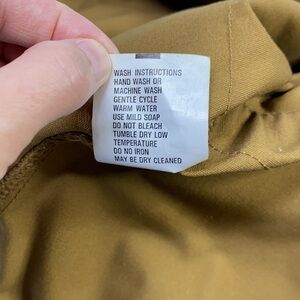 WASH INSTRUCTIONS
HAND WASH OR
MACHINE WASH
GENTLE CYCLE
WARM WATER
USE MILD SOAP
DO NOT BLEACH
TUMBLE DRY LOW
TEMPERATURE
DO NO IRON
MAY BE DRY CLEANED